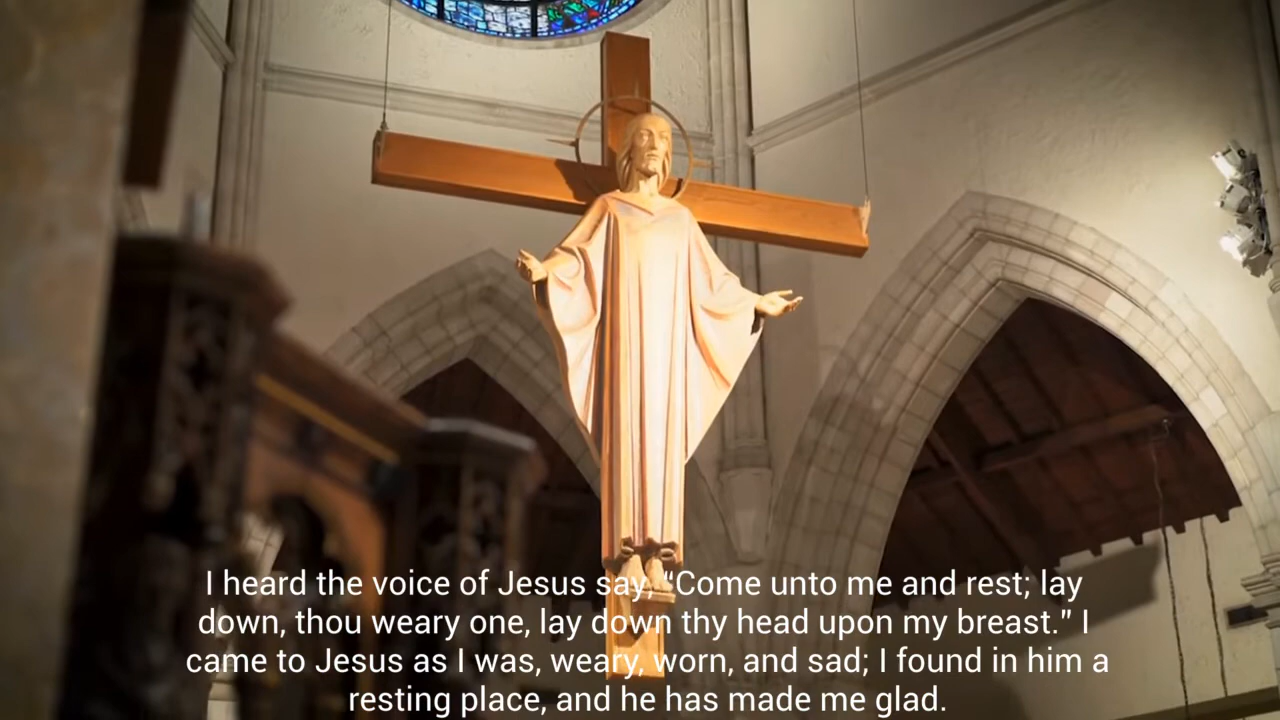 I heard the voice of Jesus say, “Come unto me and rest; lay
down, thou weary one, lay down thy head upon my breast.” I
came to Jesus as I was, weary, worn, and sad; I found in him a
resting place, and he has made me glad.